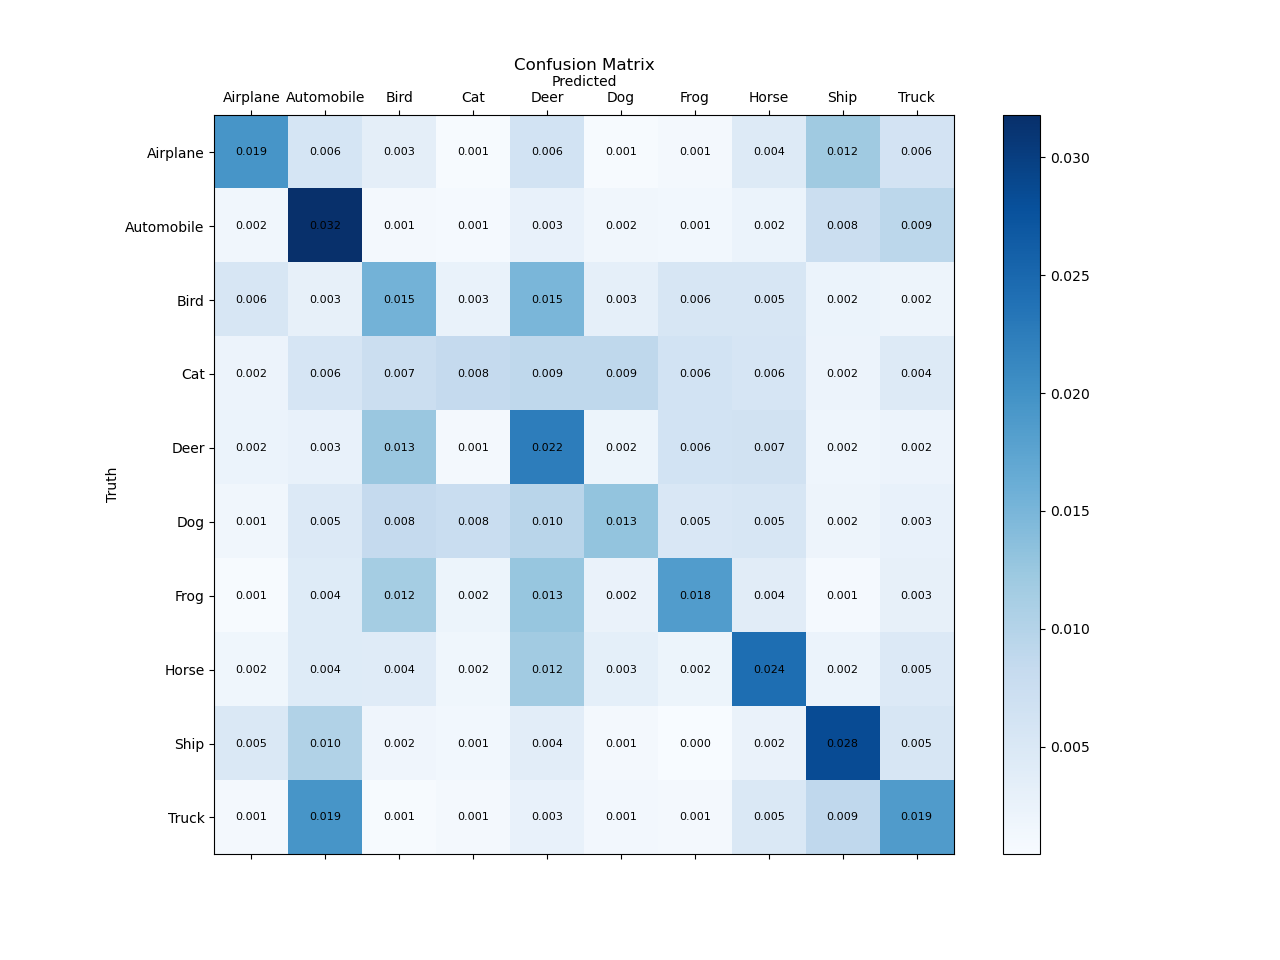 Confusion Matrix
Predicted
Airplane Automobile Bird Cat Deer Dog Frog Horse Ship Truck
Truth
Airplane 0.019 0.006 0.003 0.001 0.006 0.001 0.001 0.004 0.012 0.006
Automobile 0.002 0.032 0.001 0.001 0.003 0.002 0.001 0.002 0.008 0.009
Bird 0.006 0.003 0.015 0.003 0.015 0.003 0.006 0.005 0.002 0.002
Cat 0.002 0.006 0.007 0.008 0.009 0.009 0.006 0.006 0.002 0.004
Deer 0.002 0.003 0.013 0.001 0.022 0.002 0.006 0.007 0.002 0.002
Dog 0.001 0.005 0.008 0.008 0.010 0.013 0.005 0.005 0.002 0.003
Frog 0.001 0.004 0.012 0.002 0.013 0.002 0.018 0.004 0.001 0.003
Horse 0.002 0.004 0.004 0.002 0.012 0.003 0.002 0.024 0.002 0.005
Ship 0.005 0.010 0.002 0.001 0.004 0.001 0.000 0.002 0.028 0.005
Truck 0.001 0.019 0.001 0.001 0.003 0.001 0.001 0.005 0.009 0.019
0.030
0.025
0.020
0.015
0.010
0.005